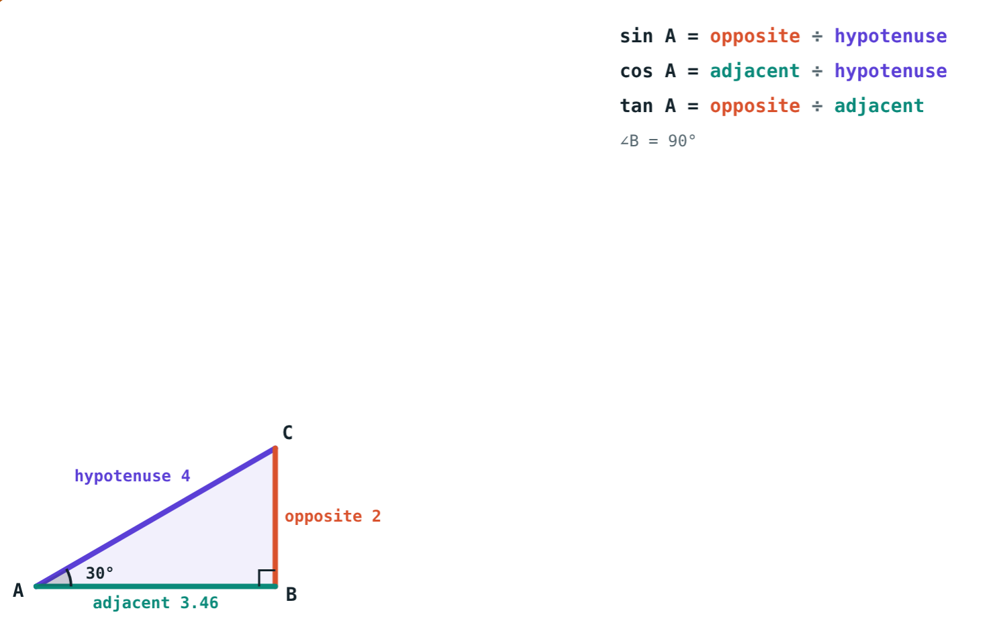 sin A = opposite ÷ hypotenuse
cos A = adjacent ÷ hypotenuse
tan A = opposite ÷ adjacent
∠B = 90°
C
hypotenuse 4
opposite 2
30°
A
B
adjacent 3.46